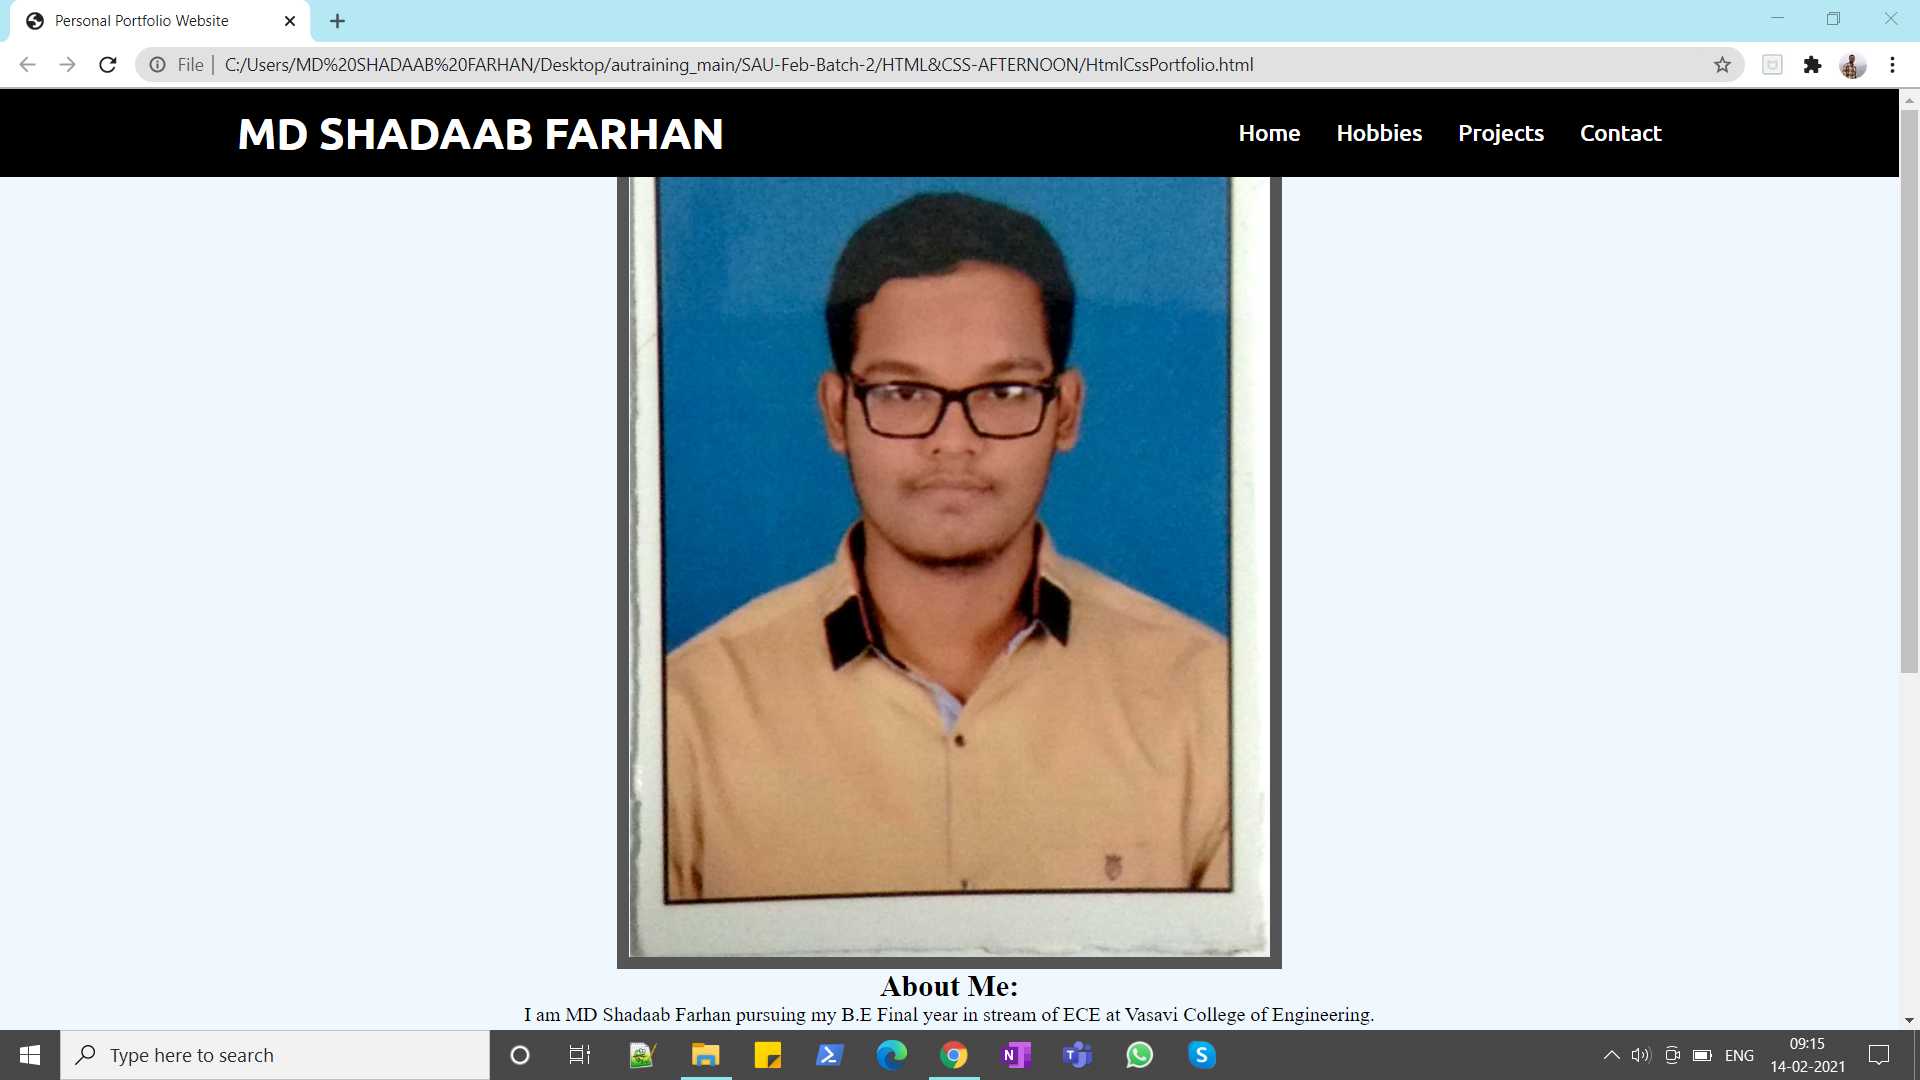 Personal Portfolio Website
File | C:/Users/MD%20SHADAAB%20FARHAN/Desktop/autraining_main/SAU-Feb-Batch-2/HTML&CSS-AFTERNOON/HtmlCssPortfolio.html
MD SHADAAB FARHAN
Home Hobbies Projects Contact
About Me:
I am MD Shadaab Farhan pursuing my B.E Final year in stream of ECE at Vasavi College of Engineering.
Type here to search
ENG
09:15
14-02-2021